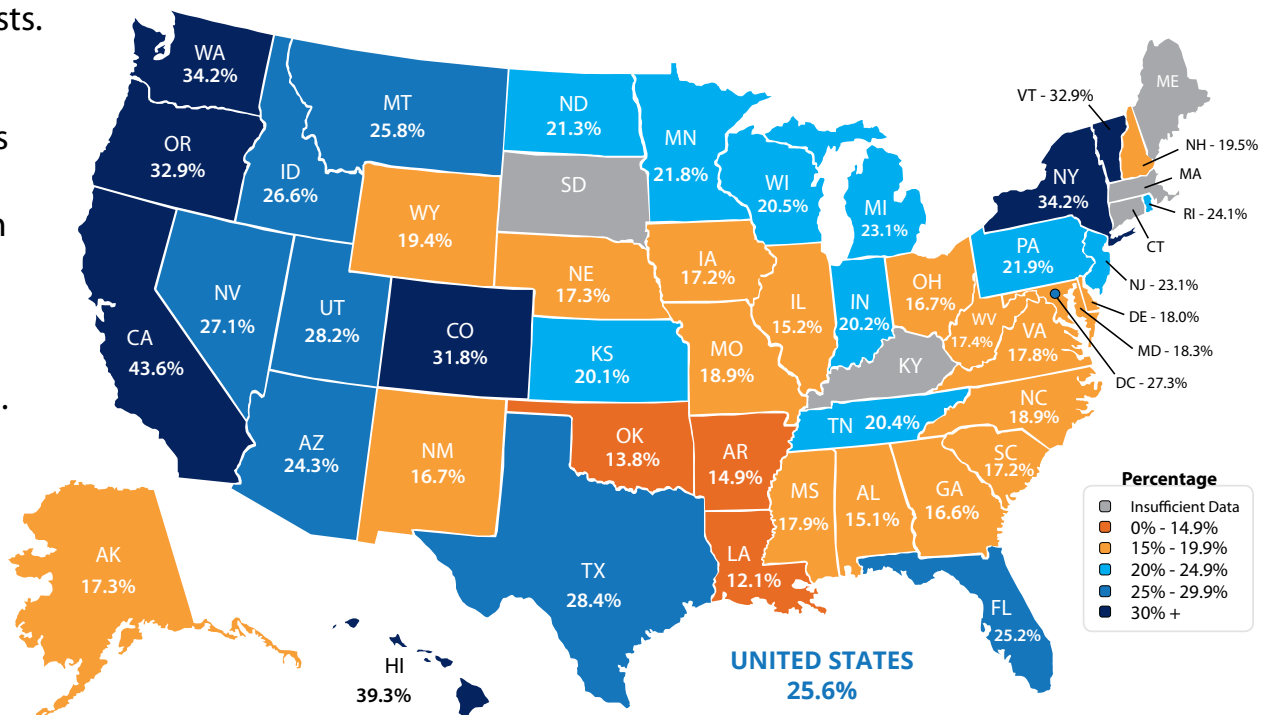 sts.
s
n
.
WA
34.2%
OR
32.9%
CA
43.6%
ID
26.6%
NV
27.1%
MT
25.8%
WY
19.4%
UT
28.2%
AZ
24.3%
CO
31.8%
NM
16.7%
ND
21.3%
SD
NE
17.3%
KS
20.1%
OK
13.8%
TX
28.4%
MN
21.8%
IA
17.2%
MO
18.9%
AR
14.9%
LA
12.1%
WI
20.5%
IL
15.2%
MI
23.1%
IN
20.2%
OH
16.7%
KY
TN 20.4%
MS
17.9%
AL
15.1%
GA
16.6%
FL
25.2%
SC
17.2%
NC
18.9%
VA
17.8%
WV
17.4%
PA
21.9%
NY
34.2%
VT - 32.9%
ME
NH - 19.5%
MA
RI - 24.1%
CT
NJ - 23.1%
DE - 18.0%
MD - 18.3%
DC - 27.3%
AK
17.3%
HI
39.3%
UNITED STATES
25.6%
Percentage
Insufficient Data
0% - 14.9%
15% - 19.9%
20% - 24.9%
25% - 29.9%
30% +